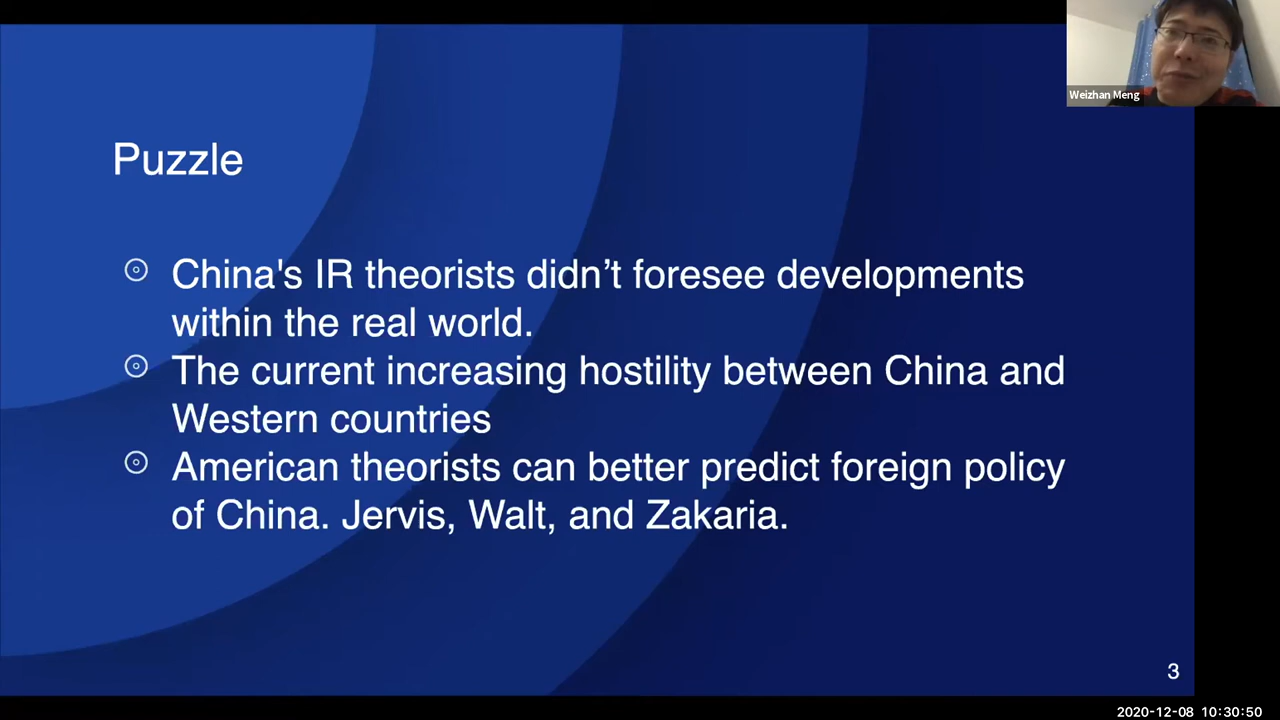 Weizhan Meng
Puzzle
China's IR theorists didn’t foresee developments
within the real world.
The current increasing hostility between China and
Western countries
American theorists can better predict foreign policy
of China. Jervis, Walt, and Zakaria.
3
2020-12-08 10:30:50